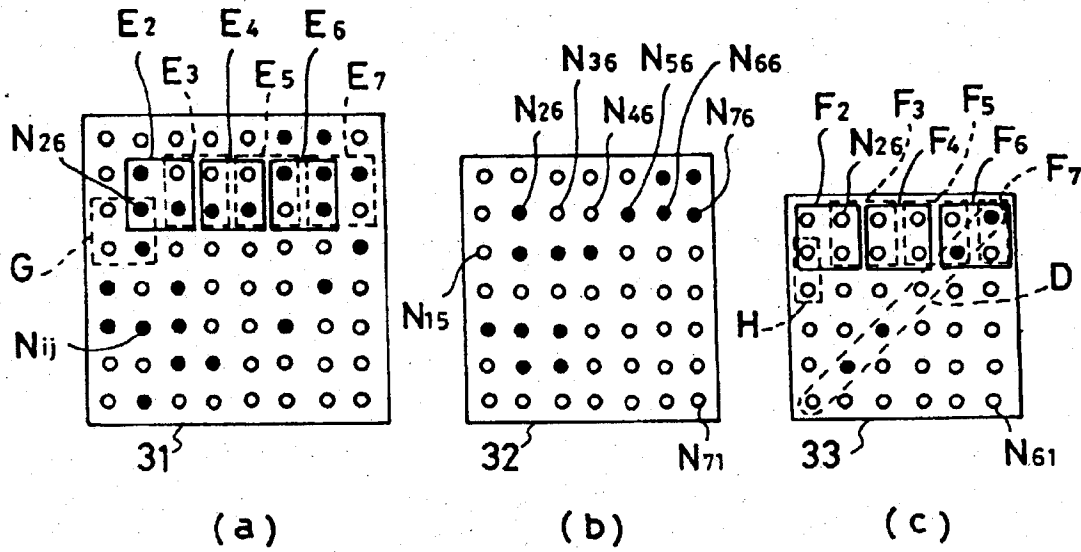 E2 E4 E6
E3 E5 E7
N26
G
Nij
31
(a)
N36 N56 N66
N26 N46 N76
N15
32 N71
(b)
F2 F3 F5
N26 F4 F6 F7
H D
33 N61
(c)